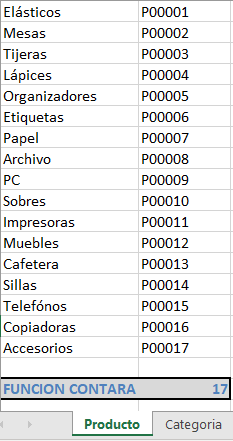 Elásticos P00001
Mesas P00002
Tijeras P00003
Lápices P00004
Organizadores P00005
Etiquetas P00006
Papel P00007
Archivo P00008
PC P00009
Sobres P00010
Impresoras P00011
Muebles P00012
Cafetera P00013
Sillas P00014
Telefónos P00015
Copiadoras P00016
Accesorios P00017
FUNCION CONTARA 17
Producto Categoria